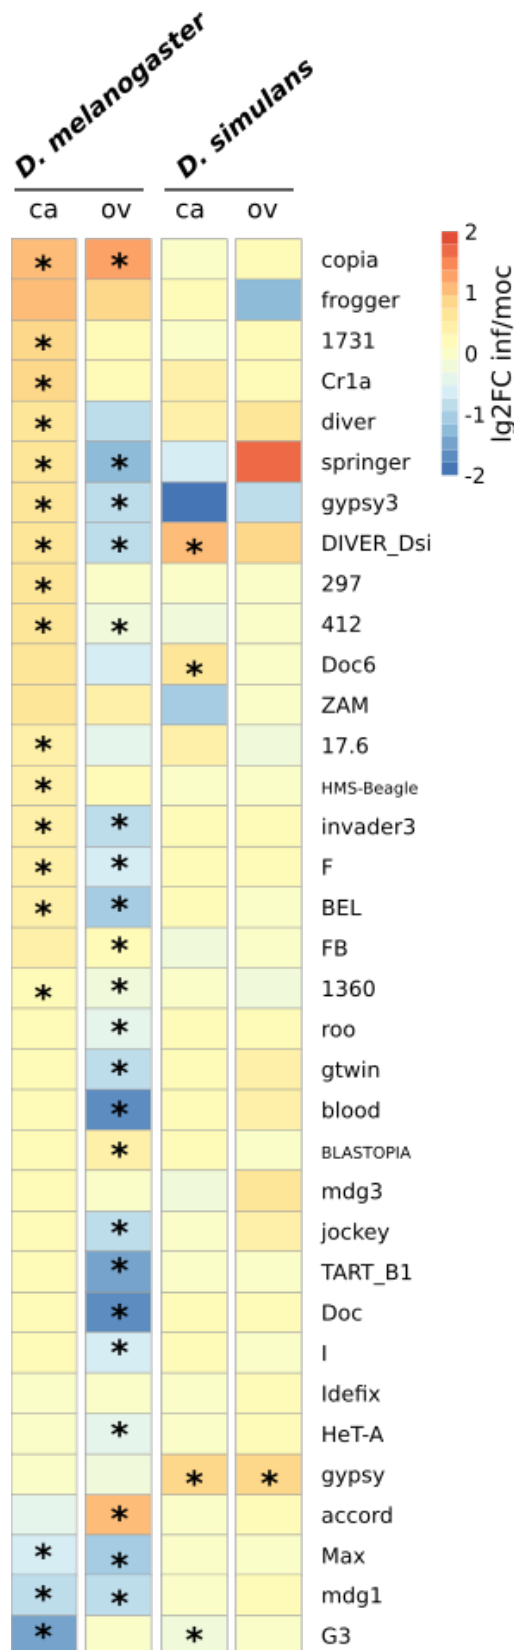 D. melanogaster
D. simulans
ca ov ca ov
2
1
0
-1
-2
lg2FC inf/moc
* * copia
frogger
* 1731
* Cr1a
* diver
* * springer
* * gypsy3
* * * DIVER_Dsi
* 297
* * 412
* Doc6
ZAM
* 17.6
* HMS-Beagle
* * invader3
* * F
* * BEL
* FB
* * 1360
* roo
* gtwin
* blood
* BLASTOPIA
mdg3
* jockey
* TART_B1
* Doc
* I
Idefix
* HeT-A
* * gypsy
* accord
* * Max
* * mdg1
* * G3